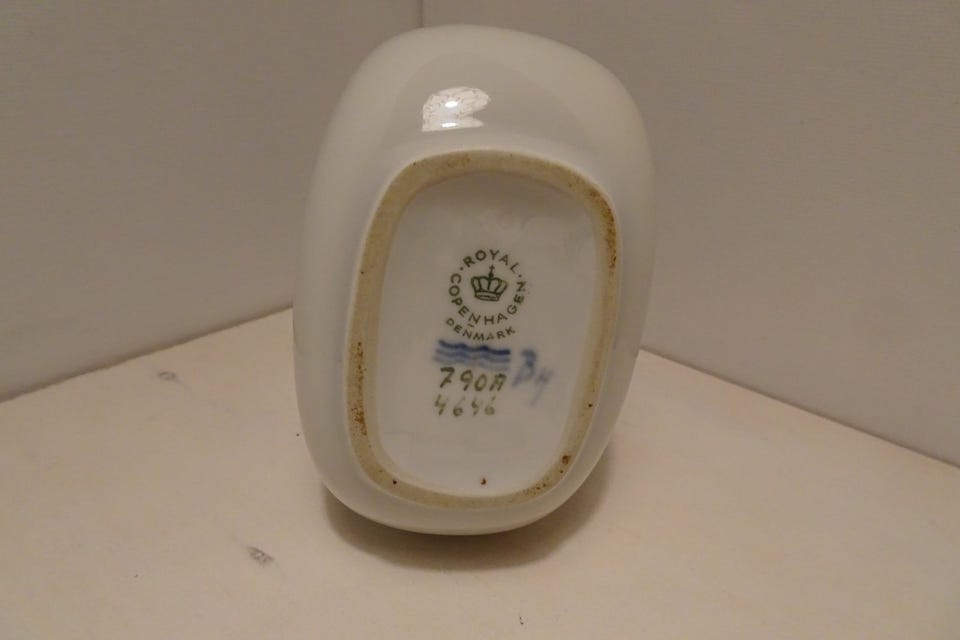 ROYAL
COPENHAGEN
DENMARK
790A
4646